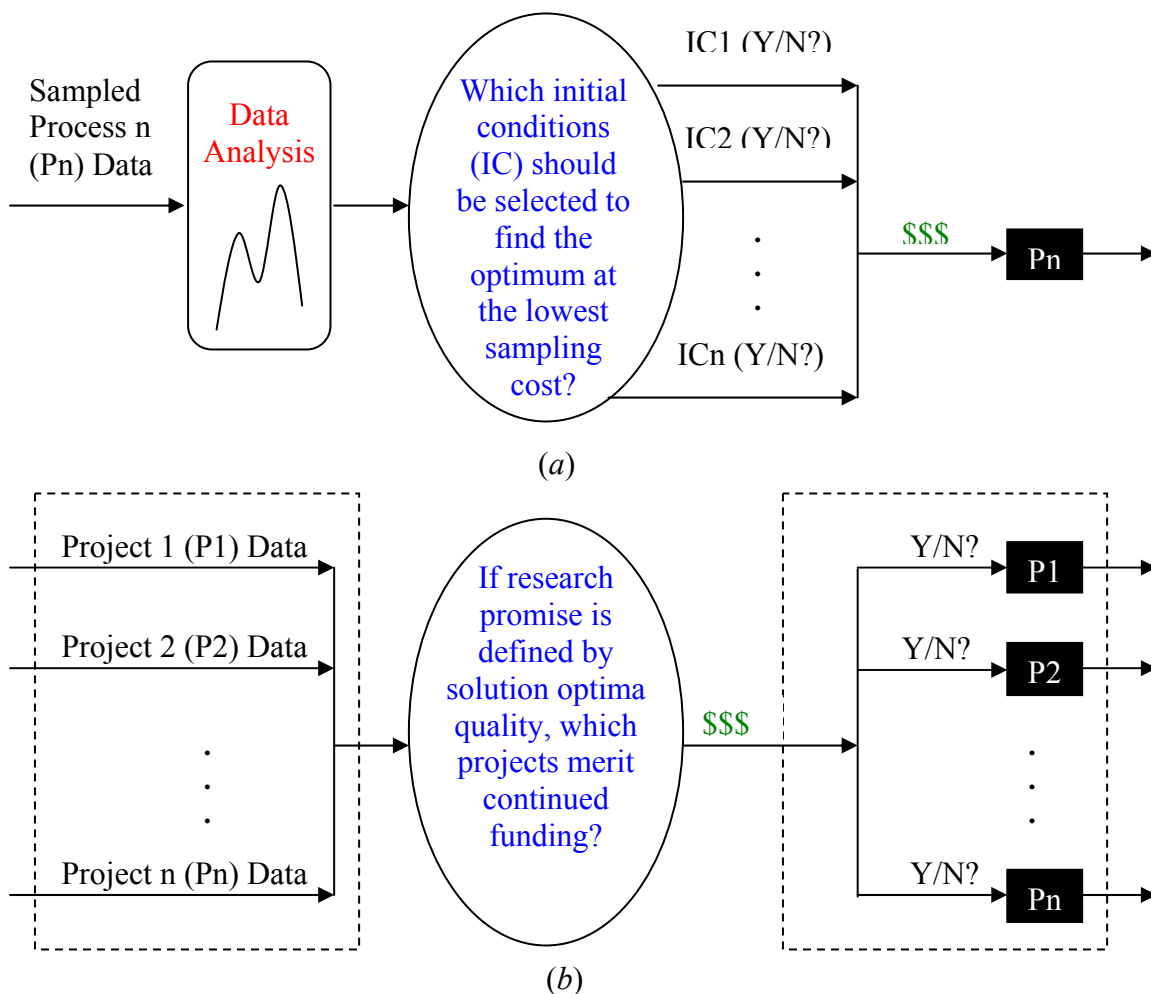 Sampled
Process n
(Pn) Data
Data
Analysis
Which initial
conditions
(IC) should
be selected to
find the
optimum at
the lowest
sampling
cost?
IC1 (Y/N?)
IC2 (Y/N?)
.
.
.
ICn (Y/N?)
$$$
Pn
(a)
Project 1 (P1) Data
Project 2 (P2) Data
.
.
.
Project n (Pn) Data
If research
promise is
defined by
solution optima
quality, which
projects merit
continued
funding?
$$$
Y/N?
P1
Y/N?
P2
.
.
.
Y/N?
Pn
(b)